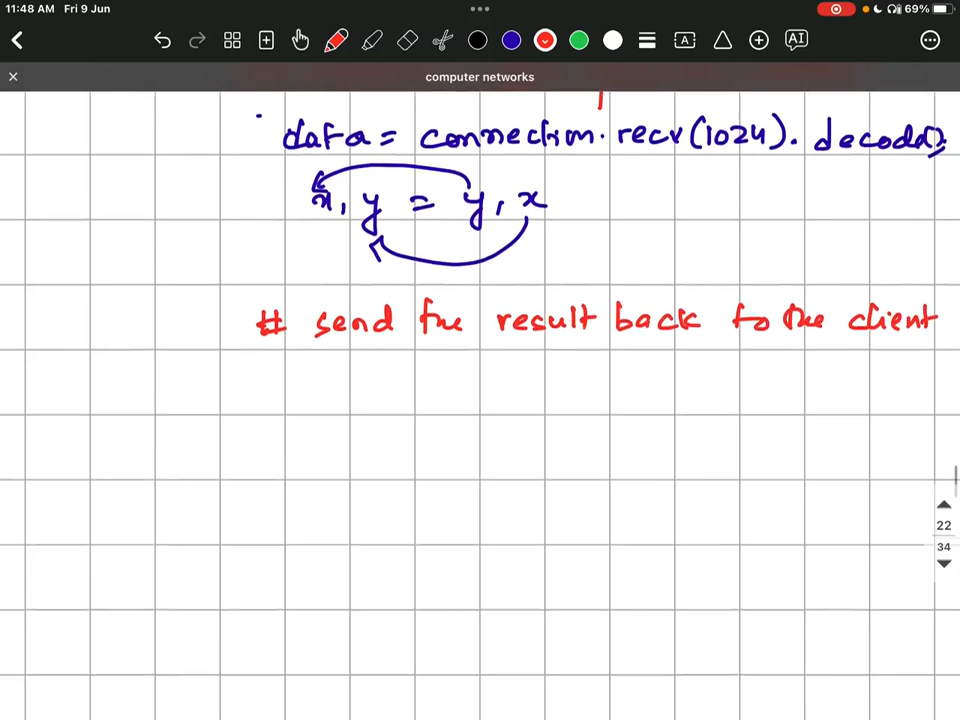 11:48 AM Fri 9 Jun
69%
A
AI
computer networks
data = connection.recv(1024).decode()
x, y = y, x
# send the result back to the client
22
34